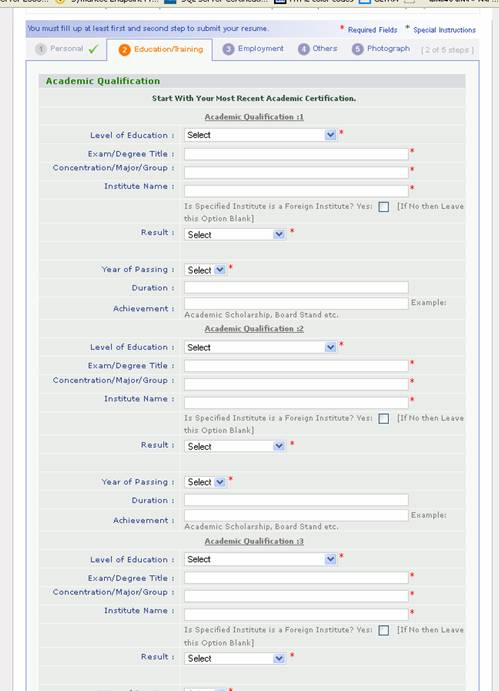 You must fill up at least first and second step to submit your resume. * Required Fields * Special Instructions
1 Personal 2 Education/Training 3 Employment 4 Others 5 Photograph [ 2 of 5 steps ]
Academic Qualification
Start With Your Most Recent Academic Certification.
Academic Qualification :1
Level of Education : Select *
Exam/Degree Title : *
Concentration/Major/Group : *
Institute Name : *
Is Specified Institute is a Foreign Institute? Yes: [If No then Leave
this Option Blank]
Result : Select *
Year of Passing : Select *
Duration :
Achievement : Example:
Academic Scholarship, Board Stand etc.
Academic Qualification :2
Level of Education : Select *
Exam/Degree Title : *
Concentration/Major/Group : *
Institute Name : *
Is Specified Institute is a Foreign Institute? Yes: [If No then Leave
this Option Blank]
Result : Select *
Year of Passing : Select *
Duration :
Achievement : Example:
Academic Scholarship, Board Stand etc.
Academic Qualification :3
Level of Education : Select *
Exam/Degree Title : *
Concentration/Major/Group : *
Institute Name : *
Is Specified Institute is a Foreign Institute? Yes: [If No then Leave
this Option Blank]
Result : Select *